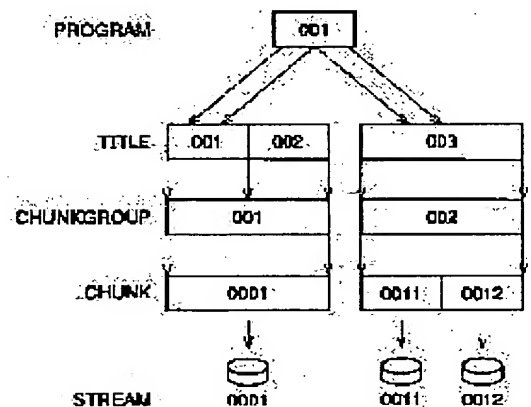 PROGRAM 001
TITLE 001 002 003
CHUNKGROUP 001 002
CHUNK 0001 0011 0012
STREAM 0001 0011 0012